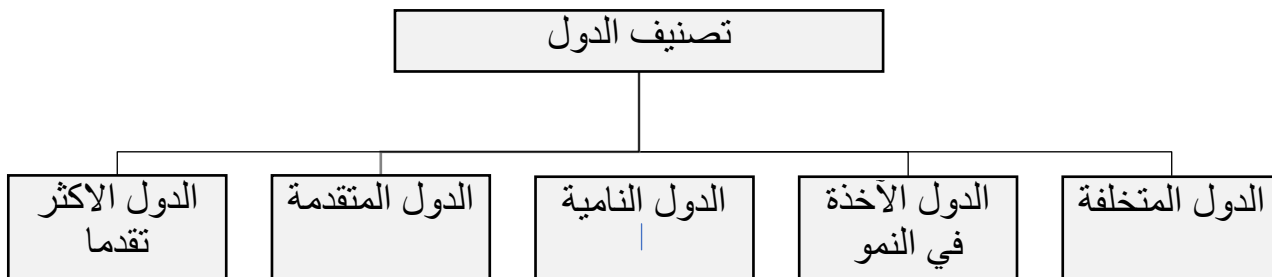 تصنيف الدول
الدول المتخلفة
الدول الآخذة
في النمو
الدول النامية
الدول المتقدمة
الدول الاكثر
تقدما